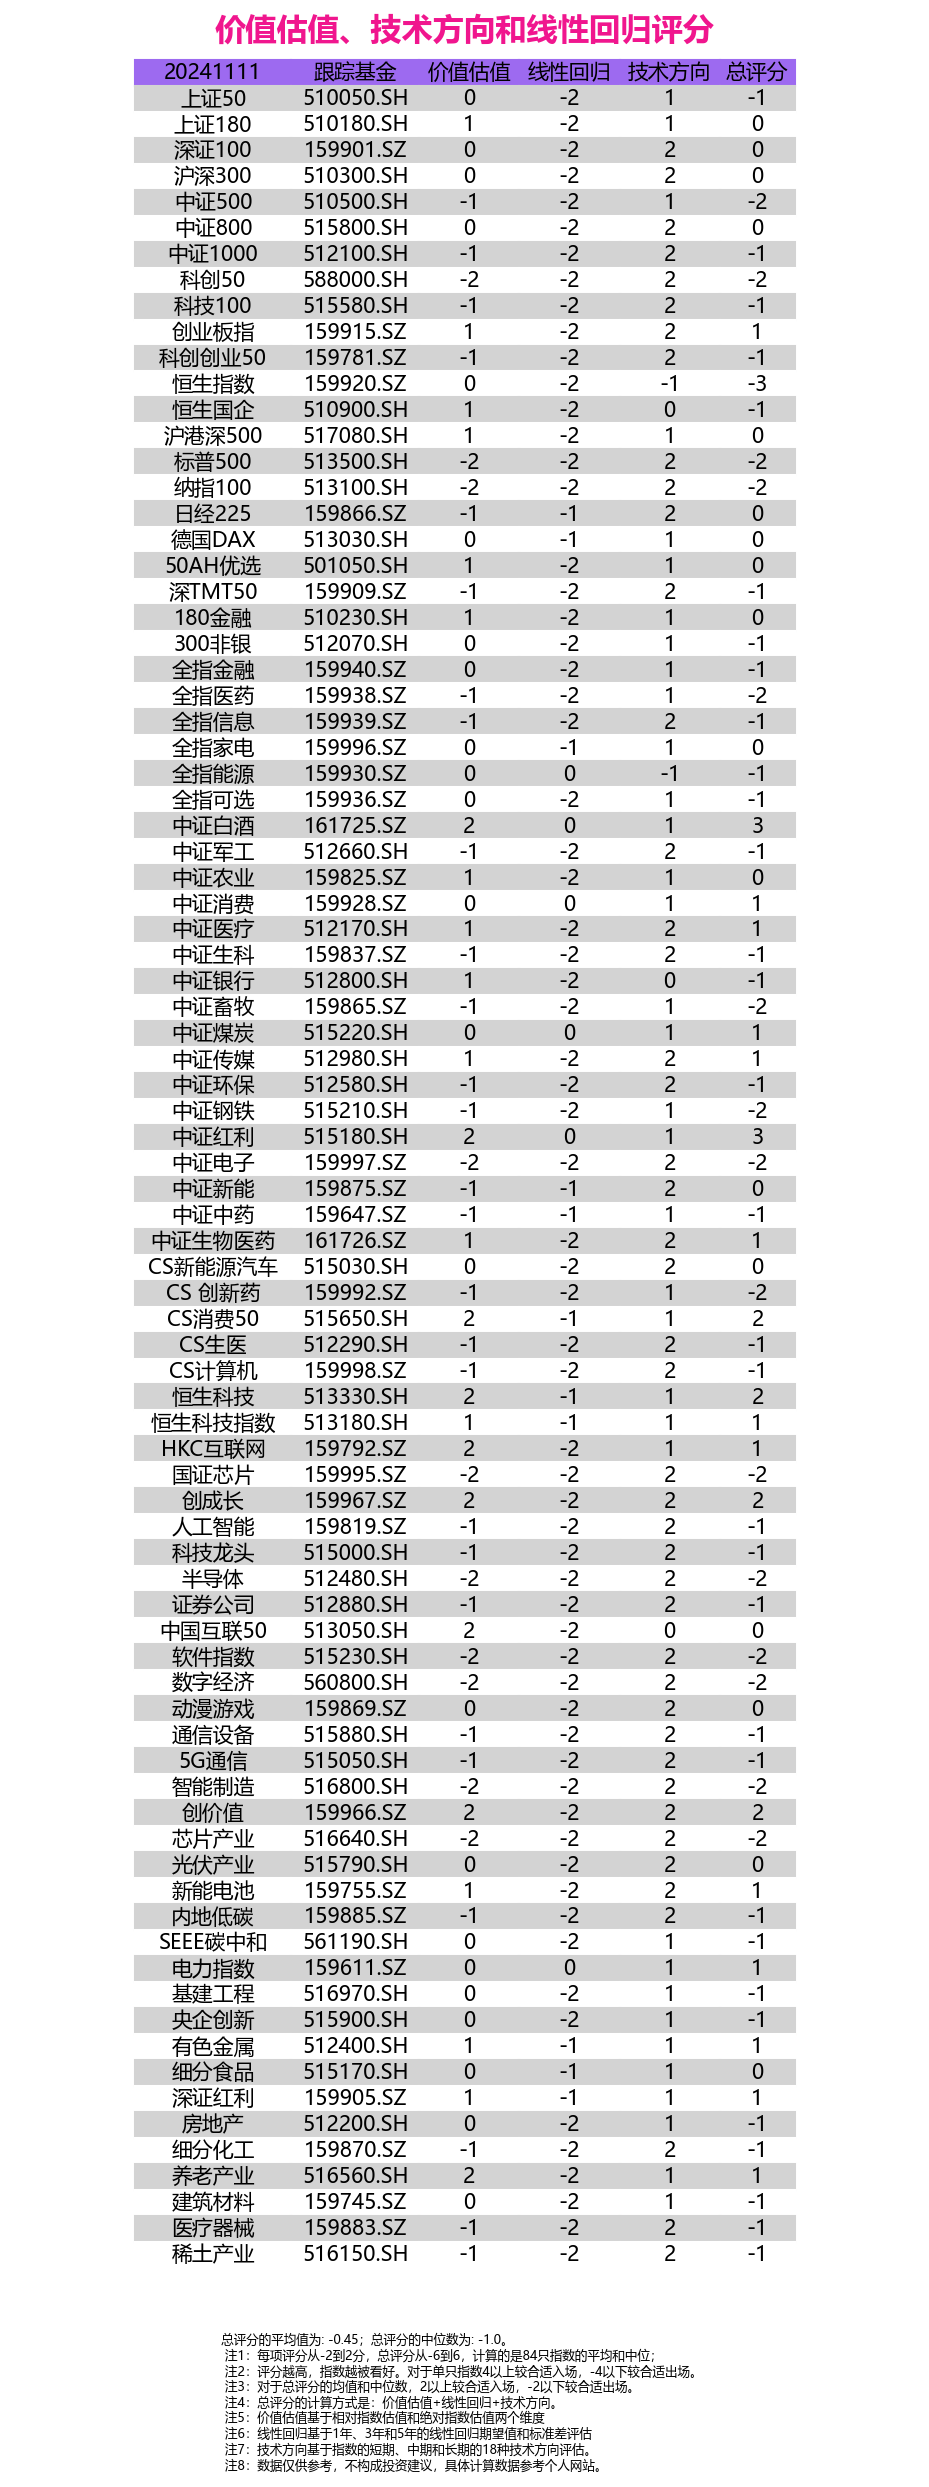 价值估值、技术方向和线性回归评分
20241111 跟踪基金 价值估值 线性回归 技术方向 总评分
上证50 510050.SH 0 -2 1 -1
上证180 510180.SH 1 -2 1 0
深证100 159901.SZ 0 -2 2 0
沪深300 510300.SH 0 -2 2 0
中证500 510500.SH -1 -2 1 -2
中证800 515800.SH 0 -2 2 0
中证1000 512100.SH -1 -2 2 -1
科创50 588000.SH -2 -2 2 -2
科技100 515580.SH -1 -2 2 -1
创业板指 159915.SZ 1 -2 2 1
科创创业50 159781.SZ -1 -2 2 -1
恒生指数 159920.SZ 0 -2 -1 -3
恒生国企 510900.SH 1 -2 0 -1
沪港深500 517080.SH 1 -2 1 0
标普500 513500.SH -2 -2 2 -2
纳指100 513100.SH -2 -2 2 -2
日经225 159866.SZ -1 -1 2 0
德国DAX 513030.SH 0 -1 1 0
50AH优选 501050.SH 1 -2 1 0
深TMT50 159909.SZ -1 -2 2 -1
180金融 510230.SH 1 -2 1 0
300非银 512070.SH 0 -2 1 -1
全指金融 159940.SZ 0 -2 1 -1
全指医药 159938.SZ -1 -2 1 -2
全指信息 159939.SZ -1 -2 2 -1
全指家电 159996.SZ 0 -1 1 0
全指能源 159930.SZ 0 0 -1 -1
全指可选 159936.SZ 0 -2 1 -1
中证白酒 161725.SZ 2 0 1 3
中证军工 512660.SH -1 -2 2 -1
中证农业 159825.SZ 1 -2 1 0
中证消费 159928.SZ 0 0 1 1
中证医疗 512170.SH 1 -2 2 1
中证生科 159837.SZ -1 -2 2 -1
中证银行 512800.SH 1 -2 0 -1
中证畜牧 159865.SZ -1 -2 1 -2
中证煤炭 515220.SH 0 0 1 1
中证传媒 512980.SH 1 -2 2 1
中证环保 512580.SH -1 -2 2 -1
中证钢铁 515210.SH -1 -2 1 -2
中证红利 515180.SH 2 0 1 3
中证电子 159997.SZ -2 -2 2 -2
中证新能 159875.SZ -1 -1 2 0
中证中药 159647.SZ -1 -1 1 -1
中证生物医药 161726.SZ 1 -2 2 1
CS新能源汽车 515030.SH 0 -2 2 0
CS 创新药 159992.SZ -1 -2 1 -2
CS消费50 515650.SH 2 -1 1 2
CS生医 512290.SH -1 -2 2 -1
CS计算机 159998.SZ -1 -2 2 -1
恒生科技 513330.SH 2 -1 1 2
恒生科技指数 513180.SH 1 -1 1 1
HKC互联网 159792.SZ 2 -2 1 1
国证芯片 159995.SZ -2 -2 2 -2
创成长 159967.SZ 2 -2 2 2
人工智能 159819.SZ -1 -2 2 -1
科技龙头 515000.SH -1 -2 2 -1
半导体 512480.SH -2 -2 2 -2
证券公司 512880.SH -1 -2 2 -1
中国互联50 513050.SH 2 -2 0 0
软件指数 515230.SH -2 -2 2 -2
数字经济 560800.SH -2 -2 2 -2
动漫游戏 159869.SZ 0 -2 2 0
通信设备 515880.SH -1 -2 2 -1
5G通信 515050.SH -1 -2 2 -1
智能制造 516800.SH -2 -2 2 -2
创价值 159966.SZ 2 -2 2 2
芯片产业 516640.SH -2 -2 2 -2
光伏产业 515790.SH 0 -2 2 0
新能电池 159755.SZ 1 -2 2 1
内地低碳 159885.SZ -1 -2 2 -1
SEEE碳中和 561190.SH 0 -2 1 -1
电力指数 159611.SZ 0 0 1 1
基建工程 516970.SH 0 -2 1 -1
央企创新 515900.SH 0 -2 1 -1
有色金属 512400.SH 1 -1 1 1
细分食品 515170.SH 0 -1 1 0
深证红利 159905.SZ 1 -1 1 1
房地产 512200.SH 0 -2 1 -1
细分化工 159870.SZ -1 -2 2 -1
养老产业 516560.SH 2 -2 1 1
建筑材料 159745.SZ 0 -2 1 -1
医疗器械 159883.SZ -1 -2 2 -1
稀土产业 516150.SH -1 -2 2 -1
总评分的平均值为: -0.45；总评分的中位数为: -1.0。
注1：每项评分从-2到2分，总评分从-6到6，计算的是84只指数的平均和中位；
注2：评分越高，指数越被看好。对于单只指数4以上较合适入场，-4以下较合适出场。
注3：对于总评分的均值和中位数，2以上较合适入场，-2以下较合适出场。
注4：总评分的计算方式是：价值估值+线性回归+技术方向。
注5：价值估值基于相对指数估值和绝对指数估值两个维度
注6：线性回归基于1年、3年和5年的线性回归期望值和标准差评估
注7：技术方向基于指数的短期、中期和长期的18种技术方向评估。
注8：数据仅供参考，不构成投资建议，具体计算数据参考个人网站。